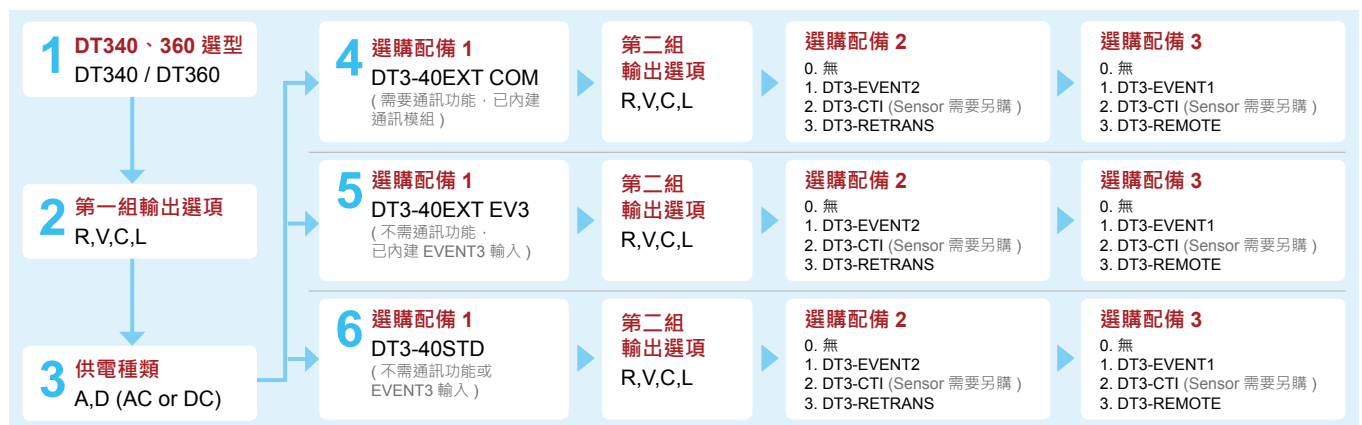 1
DT340、360 選型
DT340 / DT360
2
第一組輸出選項
R,V,C,L
3
供電種類
A,D (AC or DC)
4
選購配備 1
DT3-40EXT COM
( 需要通訊功能，已內建
通訊模組 )
第二組
輸出選項
R,V,C,L
選購配備 2
0. 無
1. DT3-EVENT2
2. DT3-CTI (Sensor 需要另購 )
3. DT3-RETRANS
選購配備 3
0. 無
1. DT3-EVENT1
2. DT3-CTI (Sensor 需要另購 )
3. DT3-REMOTE
5
選購配備 1
DT3-40EXT EV3
( 不需通訊功能，
已內建 EVENT3 輸入 )
第二組
輸出選項
R,V,C,L
選購配備 2
0. 無
1. DT3-EVENT2
2. DT3-CTI (Sensor 需要另購 )
3. DT3-RETRANS
選購配備 3
0. 無
1. DT3-EVENT1
2. DT3-CTI (Sensor 需要另購 )
3. DT3-REMOTE
6
選購配備 1
DT3-40STD
( 不需通訊功能或
EVENT3 輸入 )
第二組
輸出選項
R,V,C,L
選購配備 2
0. 無
1. DT3-EVENT2
2. DT3-CTI (Sensor 需要另購 )
3. DT3-RETRANS
選購配備 3
0. 無
1. DT3-EVENT1
2. DT3-CTI (Sensor 需要另購 )
3. DT3-REMOTE